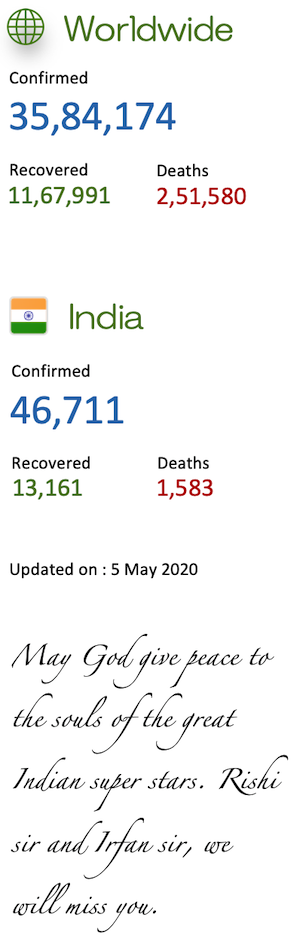 Worldwide
Confirmed
35,84,174
Recovered Deaths
11,67,991 2,51,580
India
Confirmed
46,711
Recovered Deaths
13,161 1,583
Updated on : 5 May 2020
May God give peace to
the souls of the great
Indian super stars. Rishi
sir and Irfan sir, we
will miss you.